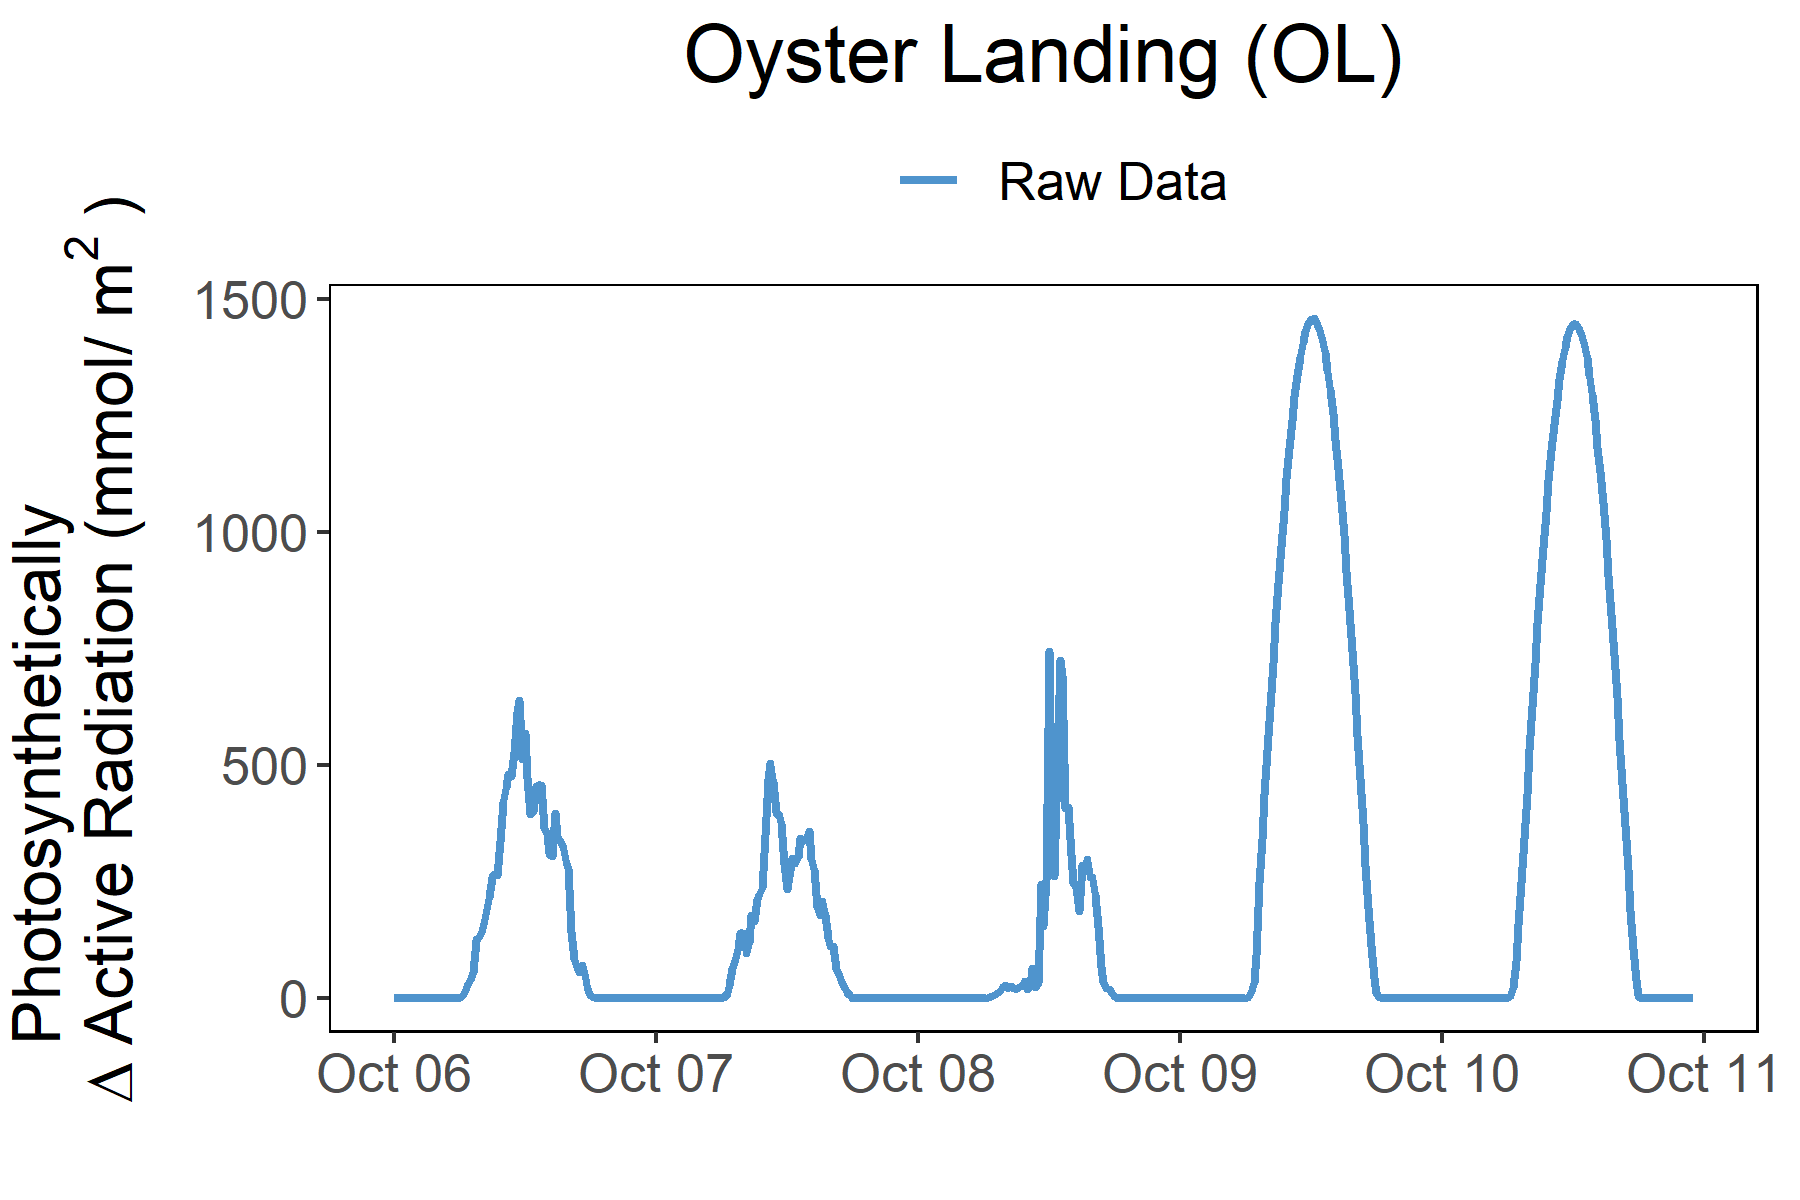 Oyster Landing (OL)
Raw Data
Photosynthetically
Δ Active Radiation (mmol/ m² )
1500
1000
500
0
Oct 06 Oct 07 Oct 08 Oct 09 Oct 10 Oct 11